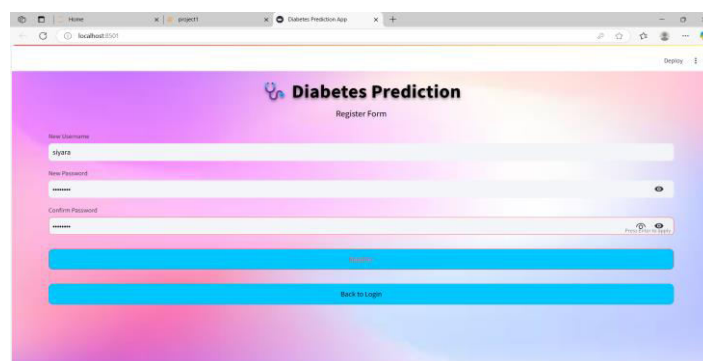 Home
project1
Diabetes Prediction App
localhost:8501
Deploy
Diabetes Prediction
Register Form
New Username
siyara
New Password
Confirm Password
Press Enter to apply
Back to Login